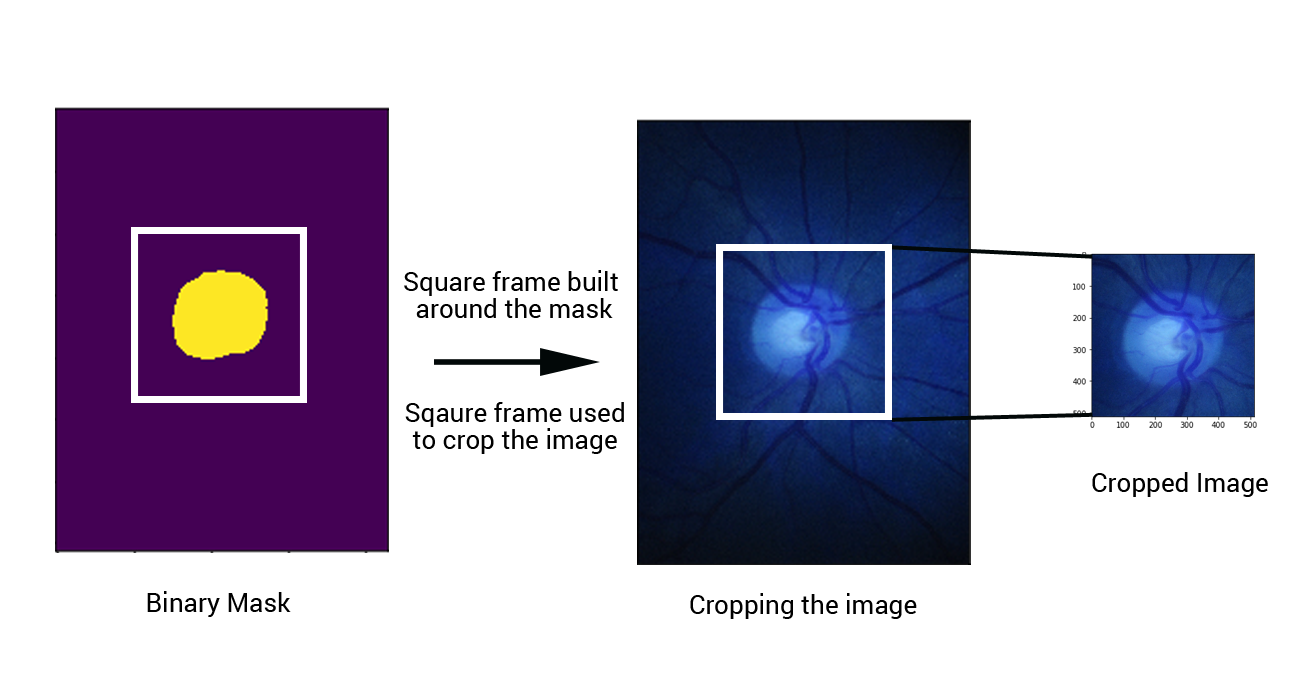 Square frame built
around the mask
Sqaure frame used
to crop the image
Binary Mask
Cropping the image
0
100
200
300
400
500
0 100 200 300 400 500
Cropped Image